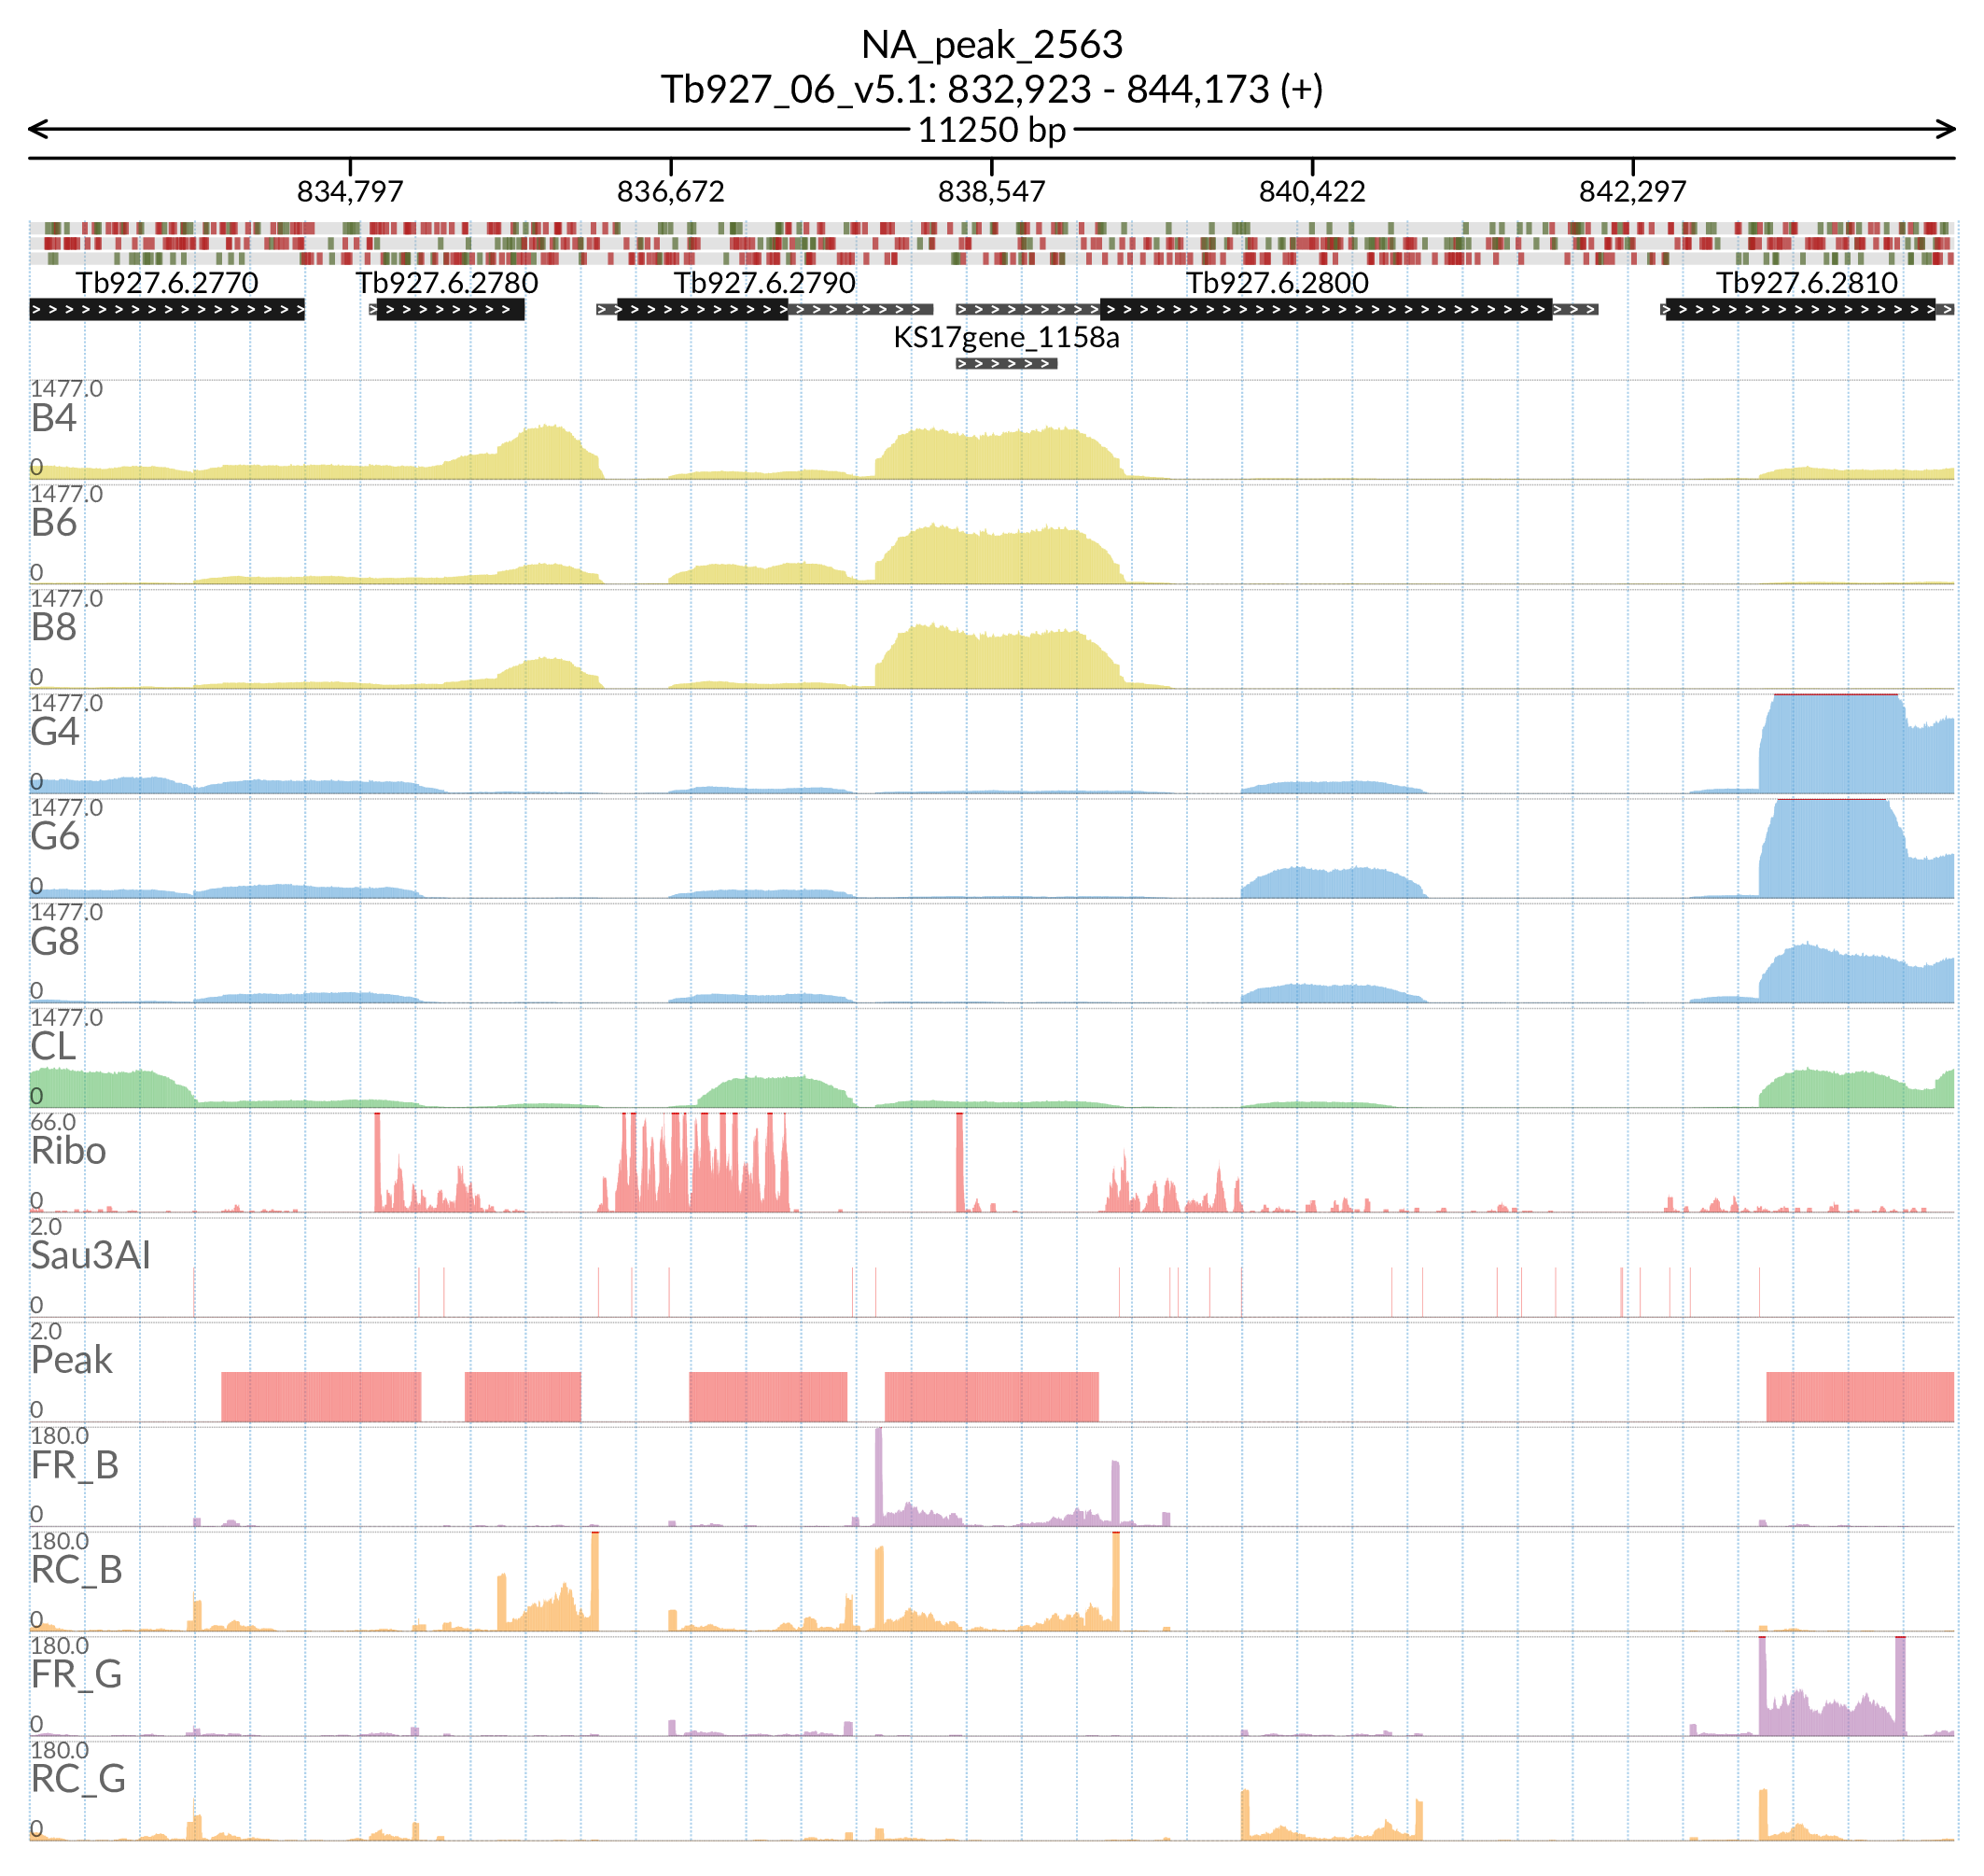 NA_peak_2563
Tb927_06_v5.1: 832,923 - 844,173 (+)
11250 bp
834,797 836,672 838,547 840,422 842,297
Tb927.6.2770 Tb927.6.2780 Tb927.6.2790 Tb927.6.2800 Tb927.6.2810
KS17gene_1158a
1477.0
B4
0
1477.0
B6
0
1477.0
B8
0
1477.0
G4
0
1477.0
G6
0
1477.0
G8
0
1477.0
CL
0
66.0
Ribo
0
2.0
Sau3AI
0
2.0
Peak
0
180.0
FR_B
0
180.0
RC_B
0
180.0
FR_G
0
180.0
RC_G
0